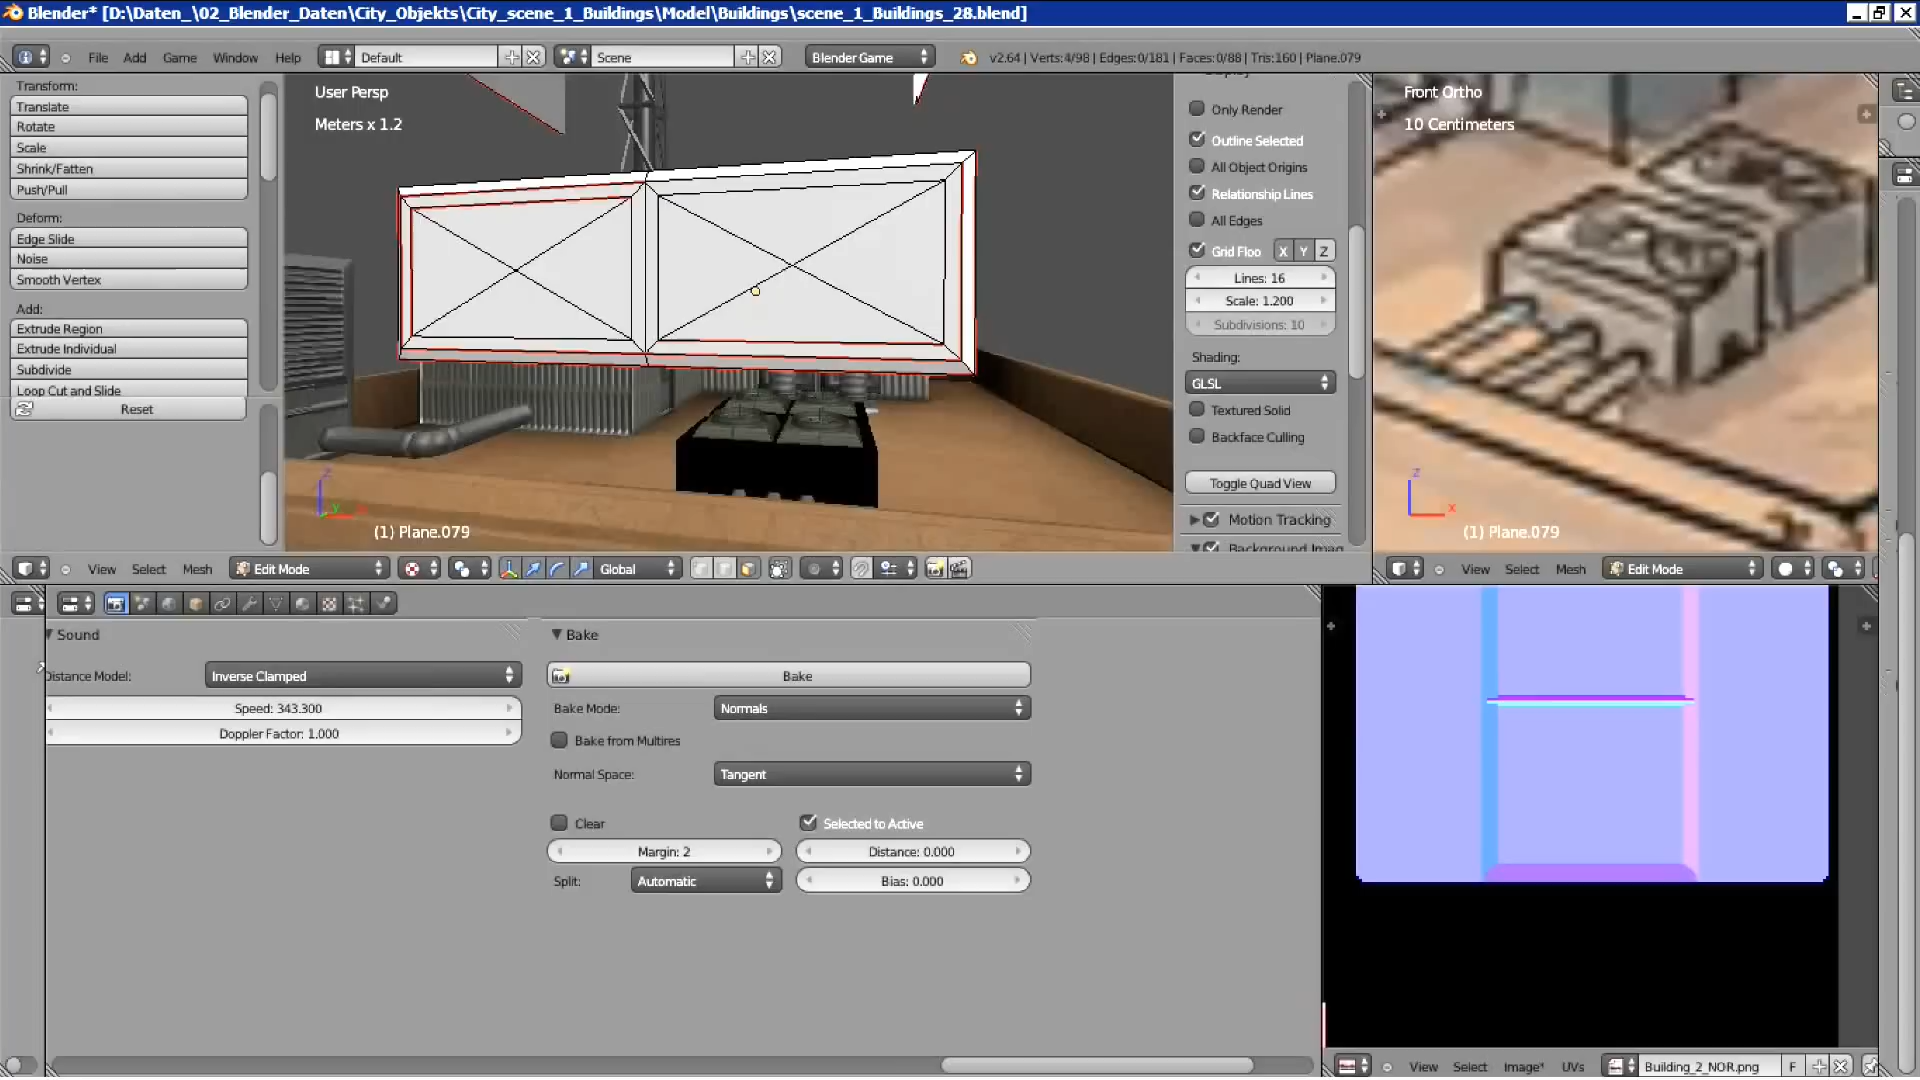 Blender* [D:\Daten_\02_Blender_Daten\City_Objekts\City_scene_1_Buildings\Model\Buildings\scene_1_Buildings_28.blend]
File Add Game Window Help Default Scene Blender Game v2.64 | Verts:4/98 | Edges:0/181 | Faces:0/88 | Tris:160 | Plane.079
Transform:
Translate
Rotate
Scale
Shrink/Fatten
Push/Pull
Deform:
Edge Slide
Noise
Smooth Vertex
Add:
Extrude Region
Extrude Individual
Subdivide
Loop Cut and Slide
Reset
User Persp
Meters x 1.2
(1) Plane.079
Only Render
Outline Selected
All Object Origins
Relationship Lines
All Edges
Grid Floo X Y Z
Lines: 16
Scale: 1.200
Subdivisions: 10
Shading:
GLSL
Textured Solid
Backface Culling
Toggle Quad View
Motion Tracking
Background Imag
Front Ortho
10 Centimeters
(1) Plane.079
View Select Mesh Edit Mode Global
View Select Mesh Edit Mode
Sound
Distance Model: Inverse Clamped
Speed: 343.300
Doppler Factor: 1.000
Bake
Bake
Bake Mode: Normals
Bake from Multires
Normal Space: Tangent
Clear Selected to Active
Margin: 2 Distance: 0.000
Split: Automatic Bias: 0.000
View Select Image* UVs Building_2_NOR.png F